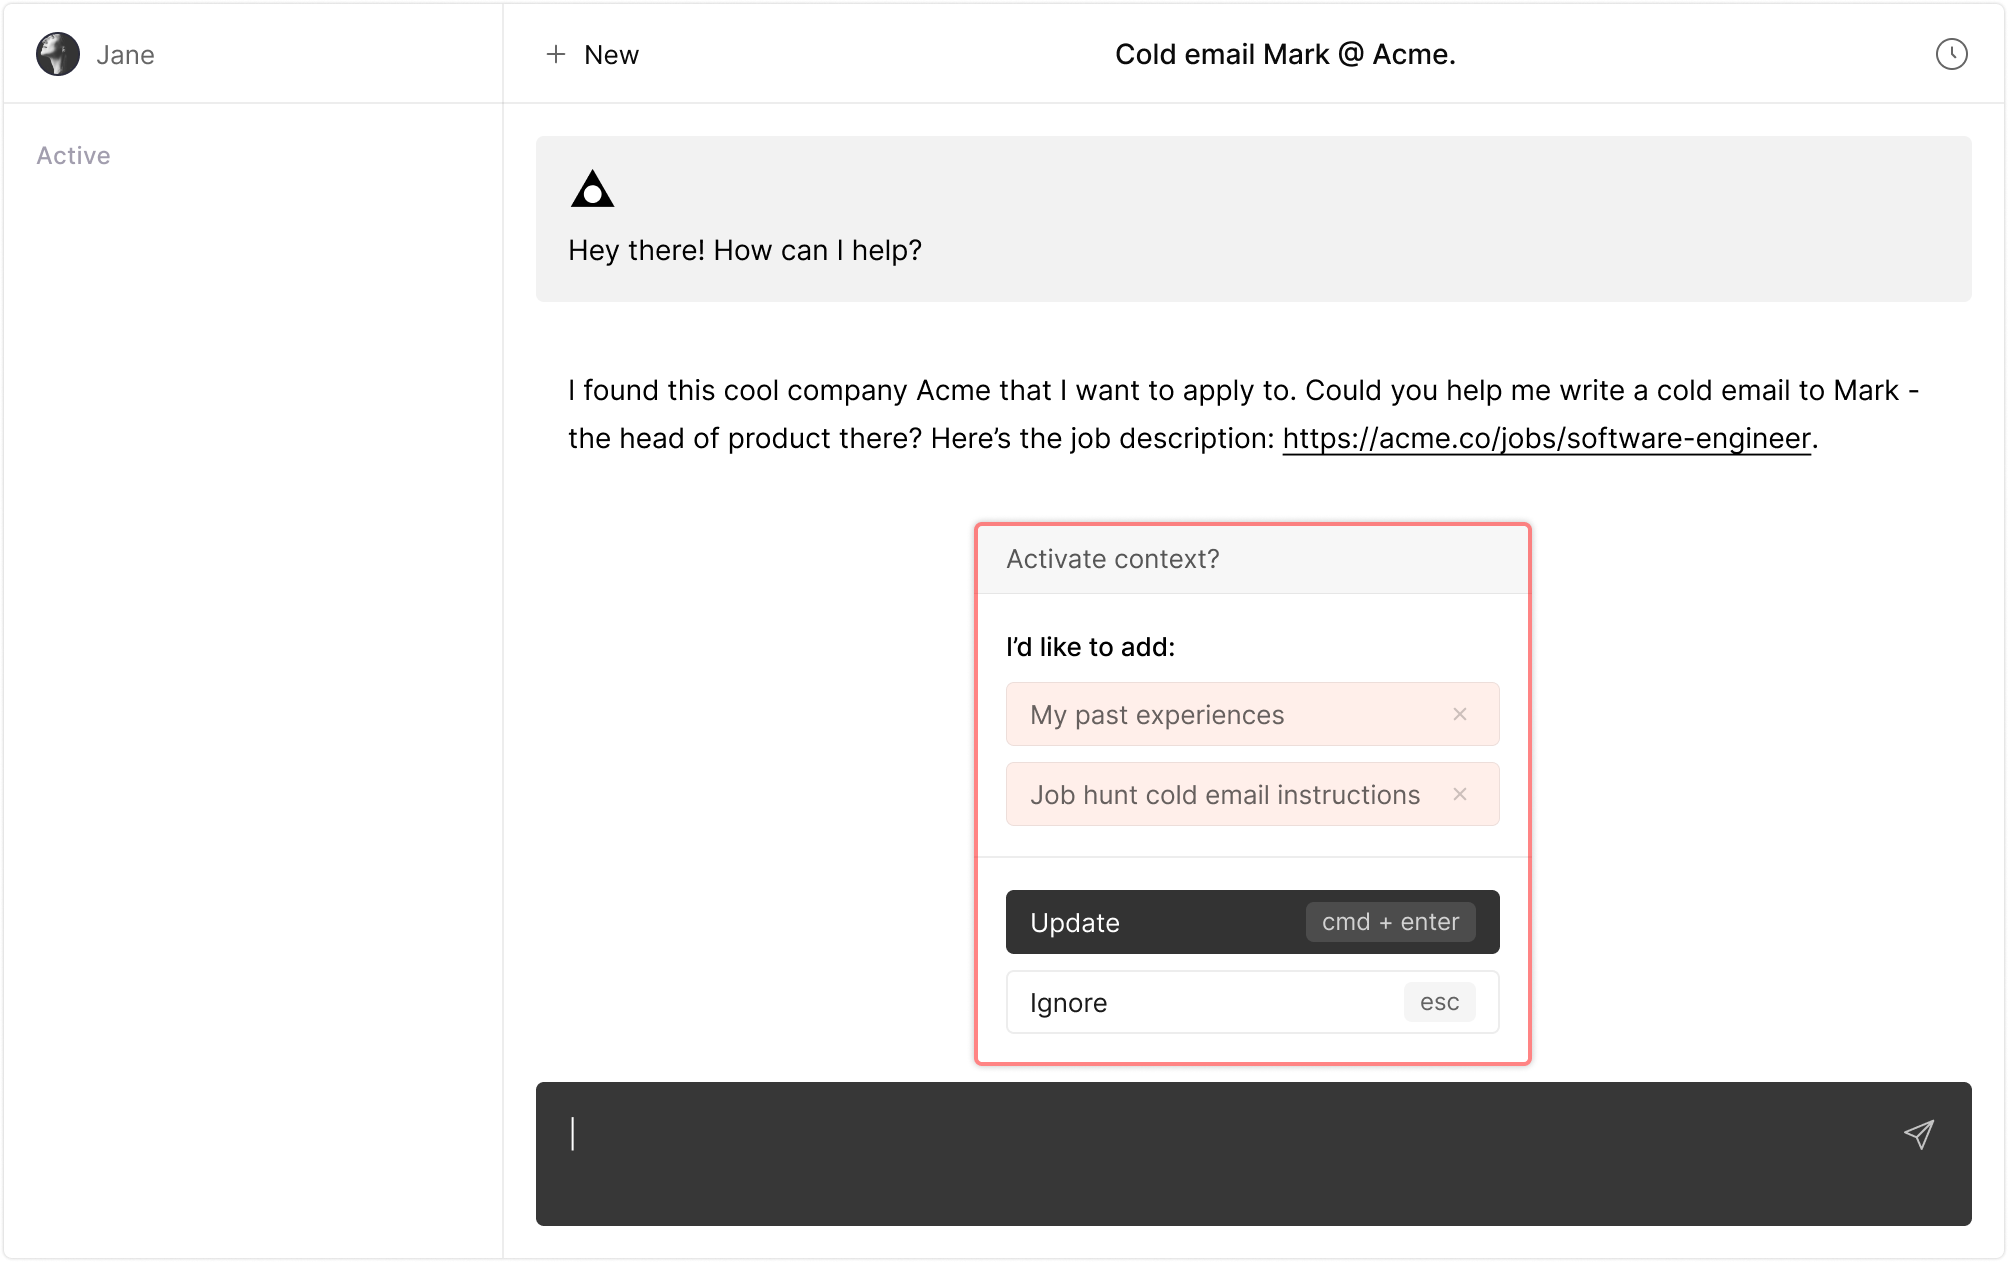 Jane
New
Cold email Mark @ Acme.
Active
Hey there! How can I help?
I found this cool company Acme that I want to apply to. Could you help me write a cold email to Mark -
the head of product there? Here’s the job description: https://acme.co/jobs/software-engineer.
Activate context?
I’d like to add:
My past experiences
Job hunt cold email instructions
Update cmd + enter
Ignore esc